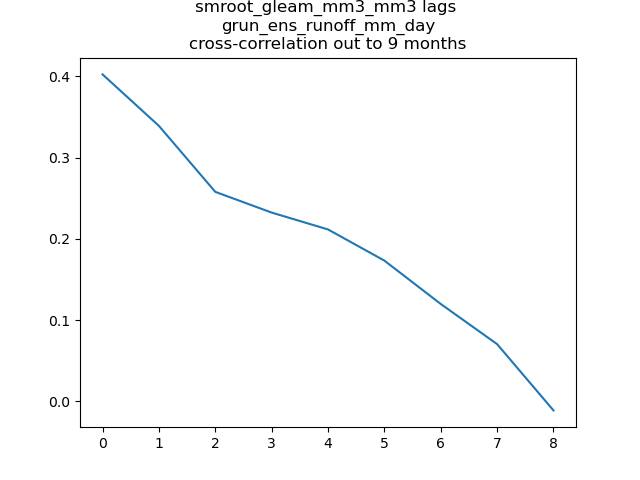 smroot_gleam_mm3_mm3 lags
grun_ens_runoff_mm_day
cross-correlation out to 9 months
0.4
0.3
0.2
0.1
0.0
0 1 2 3 4 5 6 7 8